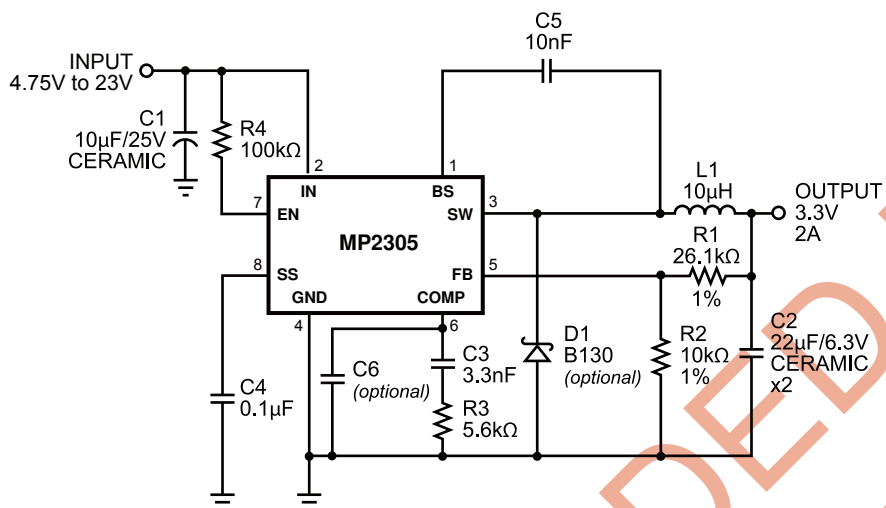 C5
10nF
INPUT
4.75V to 23V
C1
10µF/25V
CERAMIC
R4
100kΩ
2
1
IN
BS
7
EN
3
SW
MP2305
L1
10µH
OUTPUT
3.3V
2A
8
SS
5
FB
R1
26.1kΩ
1%
GND
COMP
4
6
C4
0.1µF
C6
(optional)
C3
3.3nF
R3
5.6kΩ
D1
B130
(optional)
R2
10kΩ
1%
C2
22µF/6.3V
CERAMIC
x2
DED